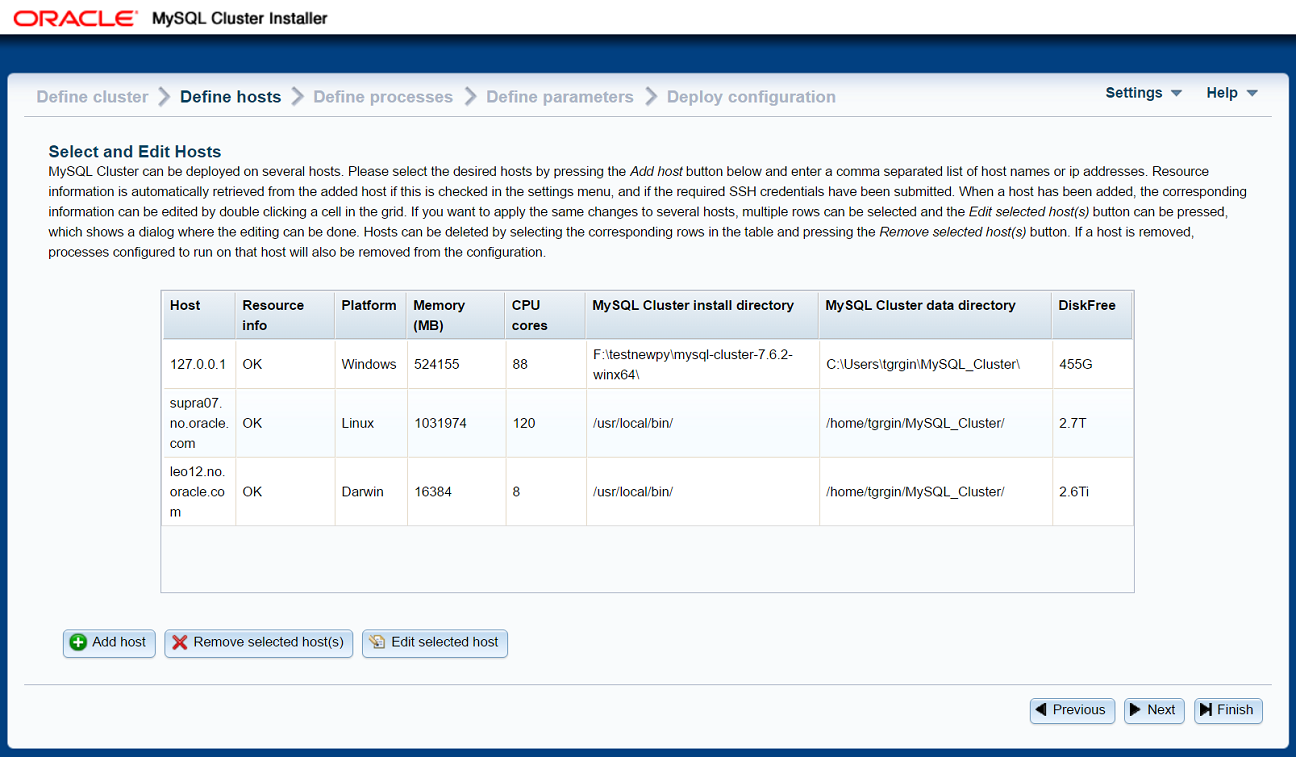 ORACLE® MySQL Cluster Installer
Define cluster Define hosts Define processes Define parameters Deploy configuration Settings Help
Select and Edit Hosts
MySQL Cluster can be deployed on several hosts. Please select the desired hosts by pressing the Add host button below and enter a comma separated list of host names or ip addresses. Resource
information is automatically retrieved from the added host if this is checked in the settings menu, and if the required SSH credentials have been submitted. When a host has been added, the corresponding
information can be edited by double clicking a cell in the grid. If you want to apply the same changes to several hosts, multiple rows can be selected and the Edit selected host(s) button can be pressed,
which shows a dialog where the editing can be done. Hosts can be deleted by selecting the corresponding rows in the table and pressing the Remove selected host(s) button. If a host is removed,
processes configured to run on that host will also be removed from the configuration.
Host Resource Platform Memory CPU MySQL Cluster install directory MySQL Cluster data directory DiskFree
info (MB) cores
127.0.0.1 OK Windows 524155 88 F:\testnewpy\mysql-cluster-7.6.2- C:\Users\tgrgin\MySQL_Cluster\ 455G
winx64\
supra07.
no.oracle. OK Linux 1031974 120 /usr/local/bin/ /home/tgrgin/MySQL_Cluster/ 2.7T
com
leo12.no.
oracle.co OK Darwin 16384 8 /usr/local/bin/ /home/tgrgin/MySQL_Cluster/ 2.6Ti
m
Add host Remove selected host(s) Edit selected host
Previous Next Finish